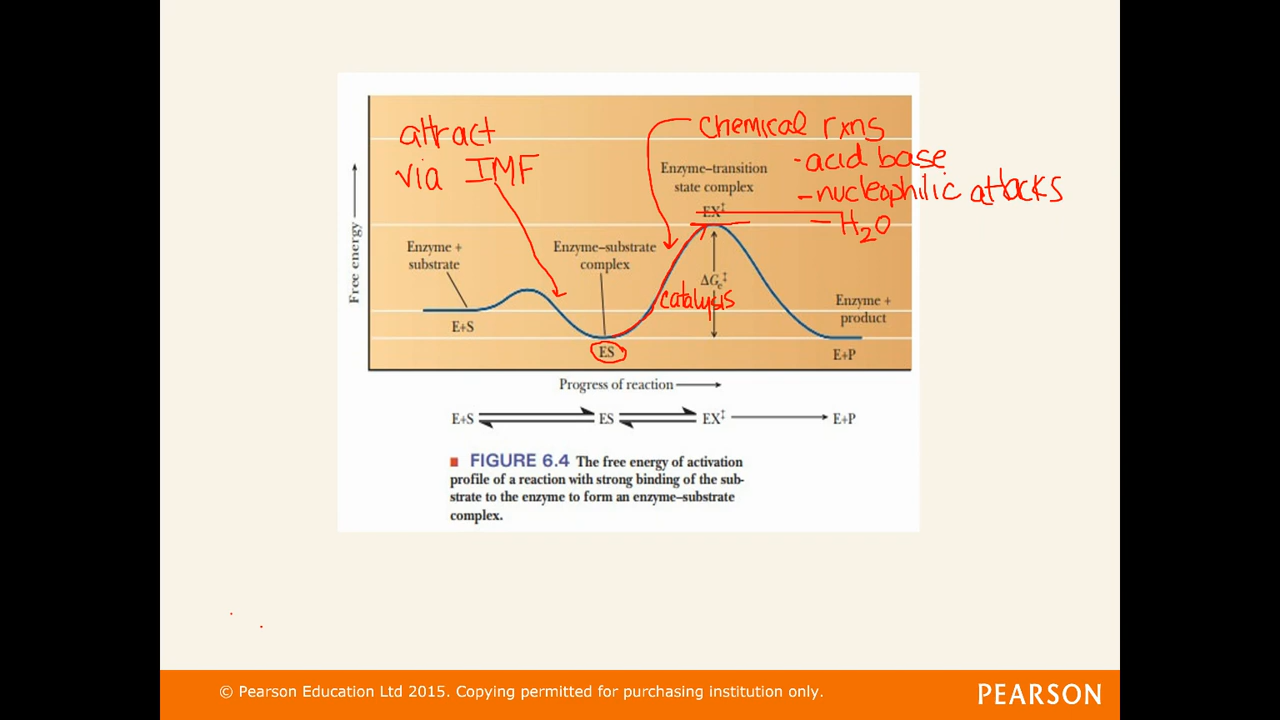 attract
via IMF
chemical rxns
- acid base
- nucleophilic attacks
- H2O
Enzyme–transition
state complex
EX‡
Enzyme +
substrate
Enzyme–substrate
complex
ΔGe‡
catalysis
Enzyme +
product
E+S
ES
E+P
Free energy
Progress of reaction
E+S ES EX‡ E+P
FIGURE 6.4 The free energy of activation
profile of a reaction with strong binding of the sub-
strate to the enzyme to form an enzyme–substrate
complex.
© Pearson Education Ltd 2015. Copying permitted for purchasing institution only.
PEARSON